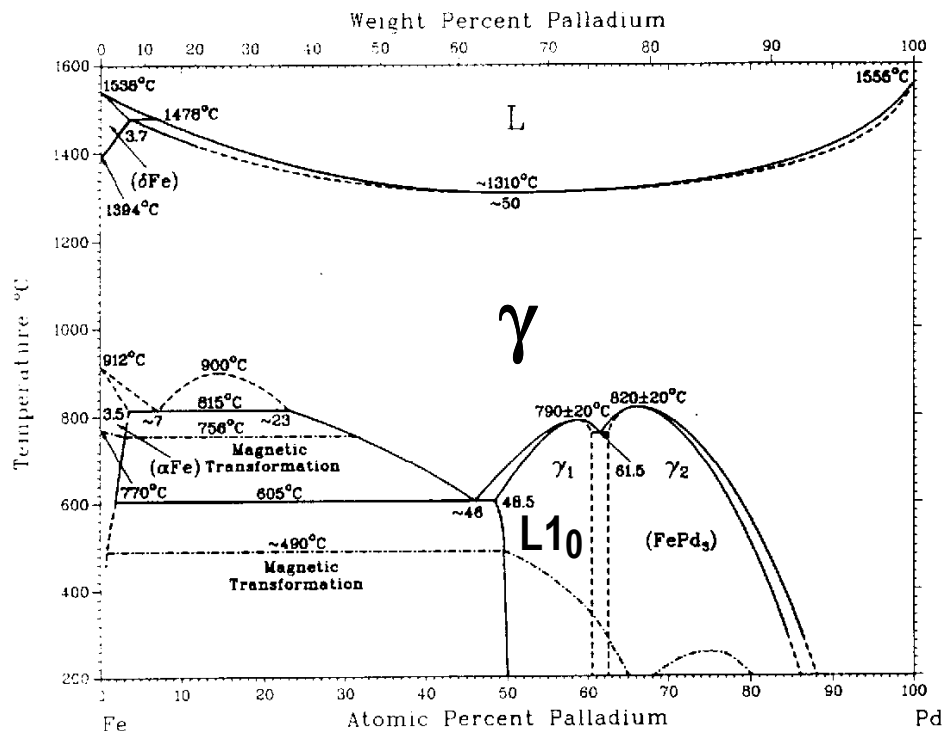 Weight Percent Palladium
0 10 20 30 40 50 60 70 80 90 100
1600
1538°C
1555°C
1478°C
L
3.7
1400
(δFe)
~1310°C
~50
1394°C
1200
Temperature °C
γ
1000
912°C
900°C
820±20°C
790±20°C
815°C
800
3.5
~7
~23
756°C
Magnetic
Transformation
(αFe)
γ1
61.5
γ2
770°C
605°C
600
~46
48.5
L10
(FePd3)
~490°C
Magnetic
Transformation
400
200
10 20 30 40 50 60 70 80 90 100
Fe
Atomic Percent Palladium
Pd